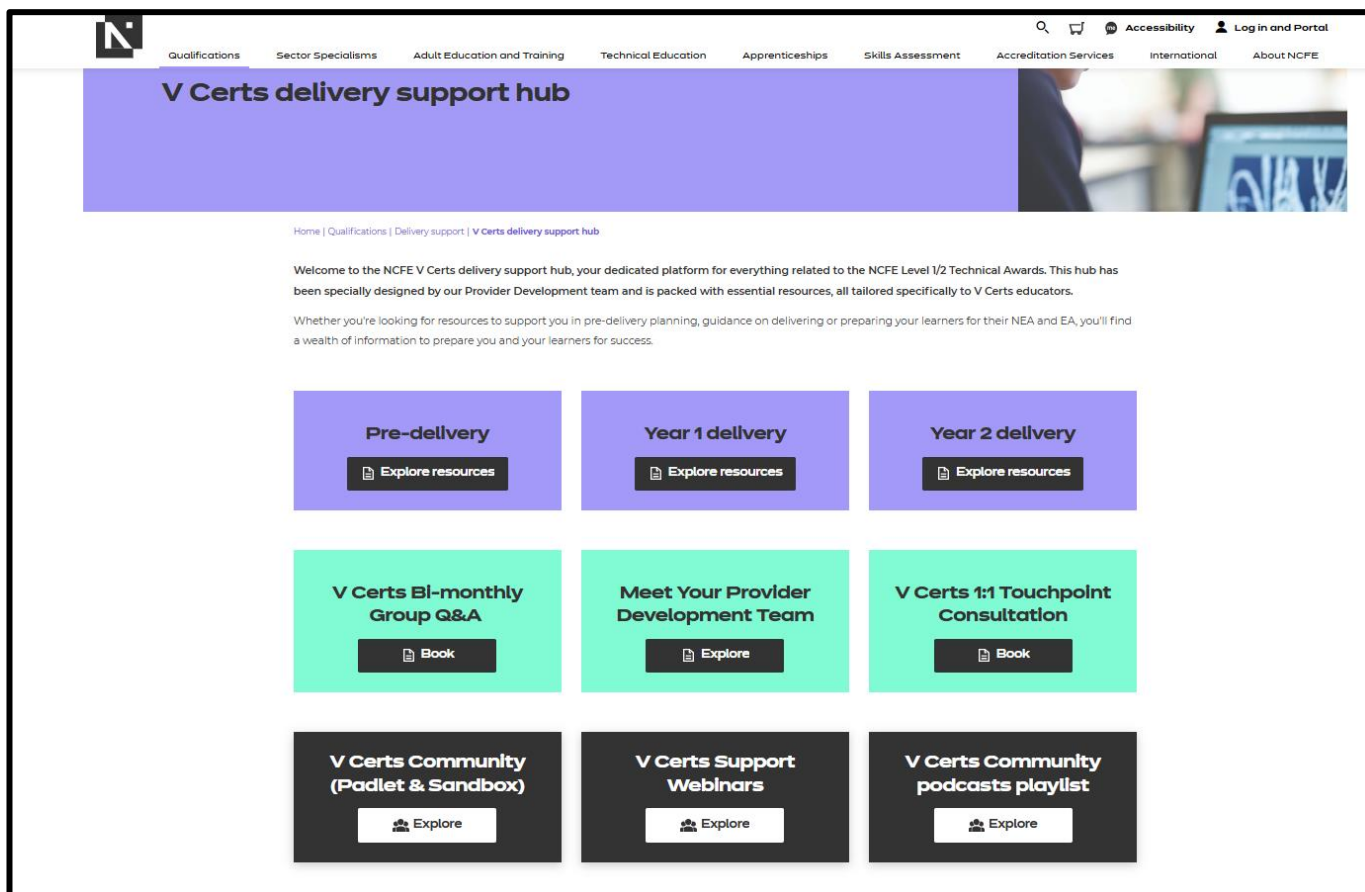 Accessibility
Log in and Portal
Qualifications Sector Specialisms Adult Education and Training Technical Education Apprenticeships Skills Assessment Accreditation Services International About NCFE
V Certs delivery support hub
Home | Qualifications | Delivery support | V Certs delivery support hub
Welcome to the NCFE V Certs delivery support hub, your dedicated platform for everything related to the NCFE Level 1/2 Technical Awards. This hub has
been specially designed by our Provider Development team and is packed with essential resources, all tailored specifically to V Certs educators.
Whether you're looking for resources to support you in pre-delivery planning, guidance on delivering or preparing your learners for their NEA and EA, you'll find
a wealth of information to prepare you and your learners for success.
Pre-delivery
Explore resources
Year 1 delivery
Explore resources
Year 2 delivery
Explore resources
V Certs Bi-monthly
Group Q&A
Book
Meet Your Provider
Development Team
Explore
V Certs 1:1 Touchpoint
Consultation
Book
V Certs Community
(Padlet & Sandbox)
Explore
V Certs Support
Webinars
Explore
V Certs Community
podcasts playlist
Explore